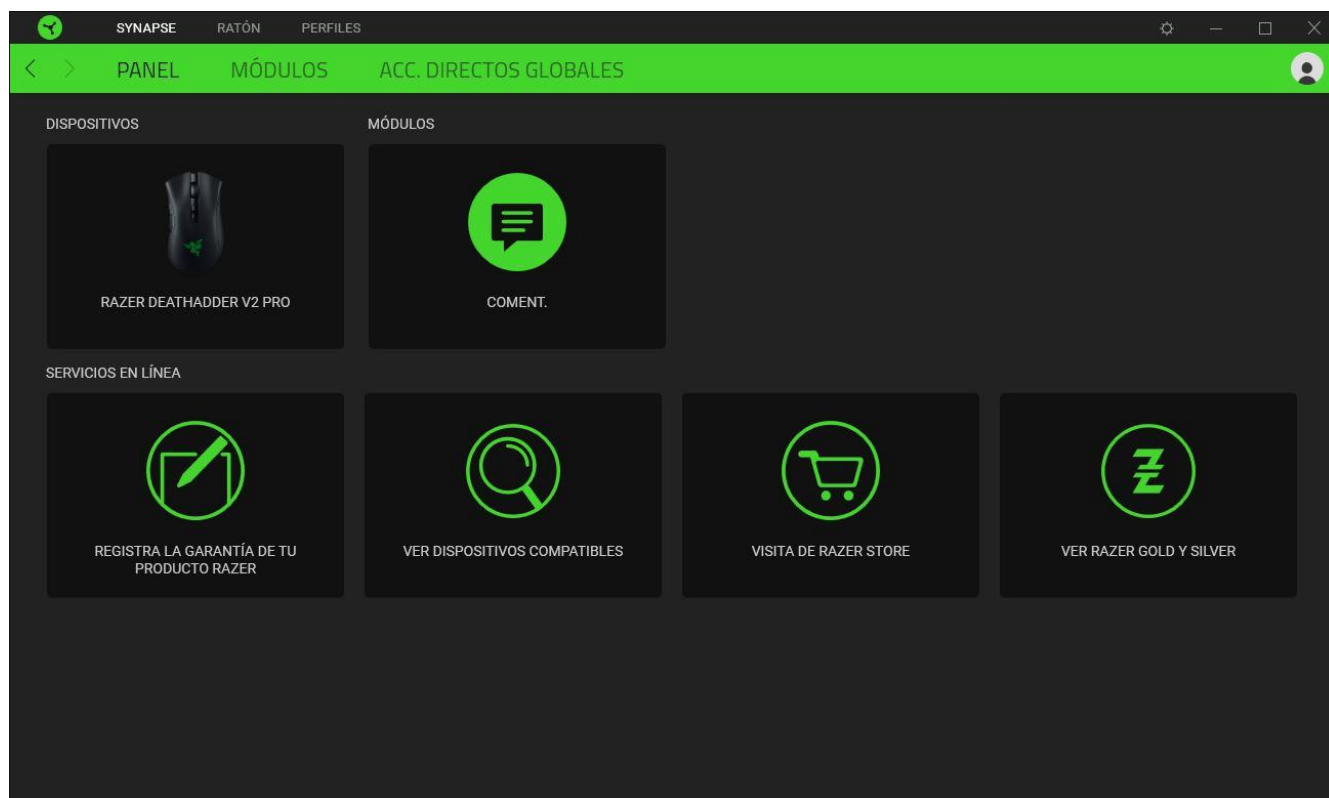 SYNAPSE RATÓN PERFILES
PANEL MÓDULOS ACC. DIRECTOS GLOBALES
DISPOSITIVOS MÓDULOS
RAZER DEATHADDER V2 PRO COMENT.
SERVICIOS EN LÍNEA
REGISTRA LA GARANTÍA DE TU
PRODUCTO RAZER
VER DISPOSITIVOS COMPATIBLES
VISITA DE RAZER STORE
VER RAZER GOLD Y SILVER